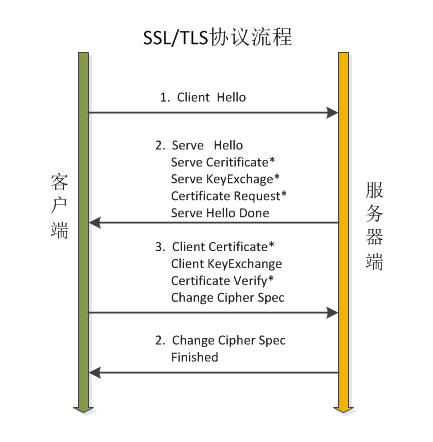 SSL/TLS协议流程
1. Client Hello
2. Serve Hello
Serve Ceritificate*
Serve KeyExchage*
Certificate Request*
Serve Hello Done
客户端
服务器端
3. Client Certificate*
Client KeyExchange
Certificate Verify*
Change Cipher Spec
2. Change Cipher Spec
Finished